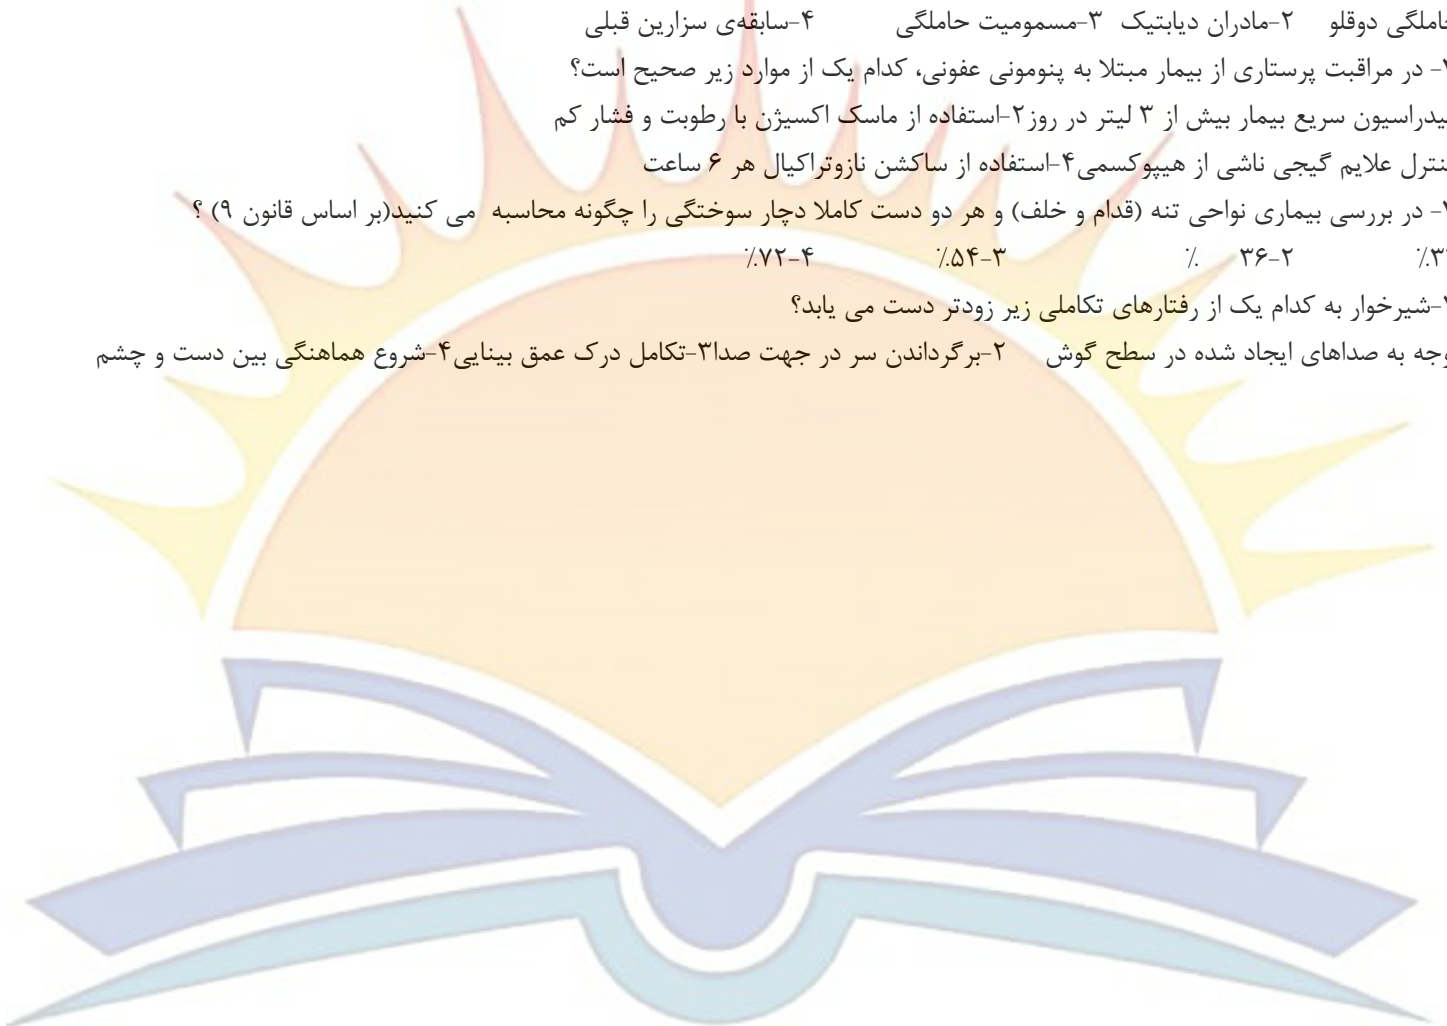 حاملگی دوقلو ۲-مادران دیابتیک ۳-مسمومیت حاملگی ۴-سابقه‌ی سزارین قبلی
- در مراقبت پرستاری از بیمار مبتلا به پنومونی عفونی، کدام یک از موارد زیر صحیح است؟
سریع بیمار بیش از ۳ لیتر در روز۲-استفاده از ماسک اکسیژن با رطوبت و فشار کم
علایم گیجی ناشی از هیپوکسمی۴-استفاده از ساکشن نازوتراکیال هر ۶ ساعت
- در بررسی بیماری نواحی تنه (قدام و خلف) و هر دو دست کاملا دچار سوختگی را چگونه محاسبه می کنید(بر اساس قانون ۹) ؟
۲-۳۶ ٪ ۳-۵۴٪ ۴-۷۲٪
-شیرخوار به کدام یک از رفتارهای تکاملی زیر زودتر دست می یابد؟
به صداهای ایجاد شده در سطح گوش ۲-برگرداندن سر در جهت صدا۳-تکامل درک عمق بینایی۴-شروع هماهنگی بین دست و چشم